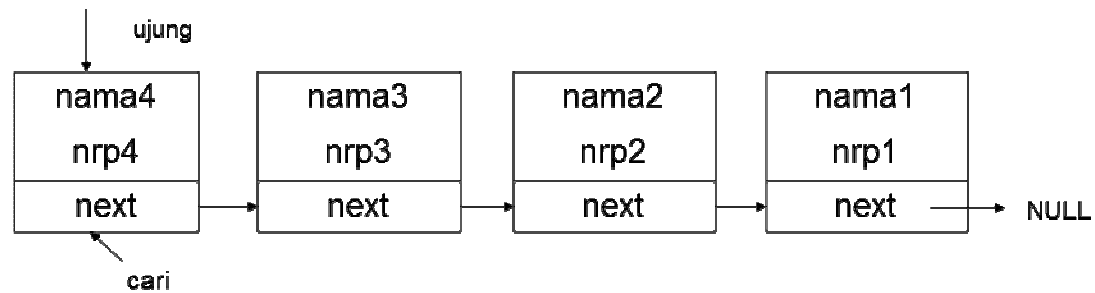 ujung
nama4 nama3 nama2 nama1
nrp4 nrp3 nrp2 nrp1
next next next next NULL
cari